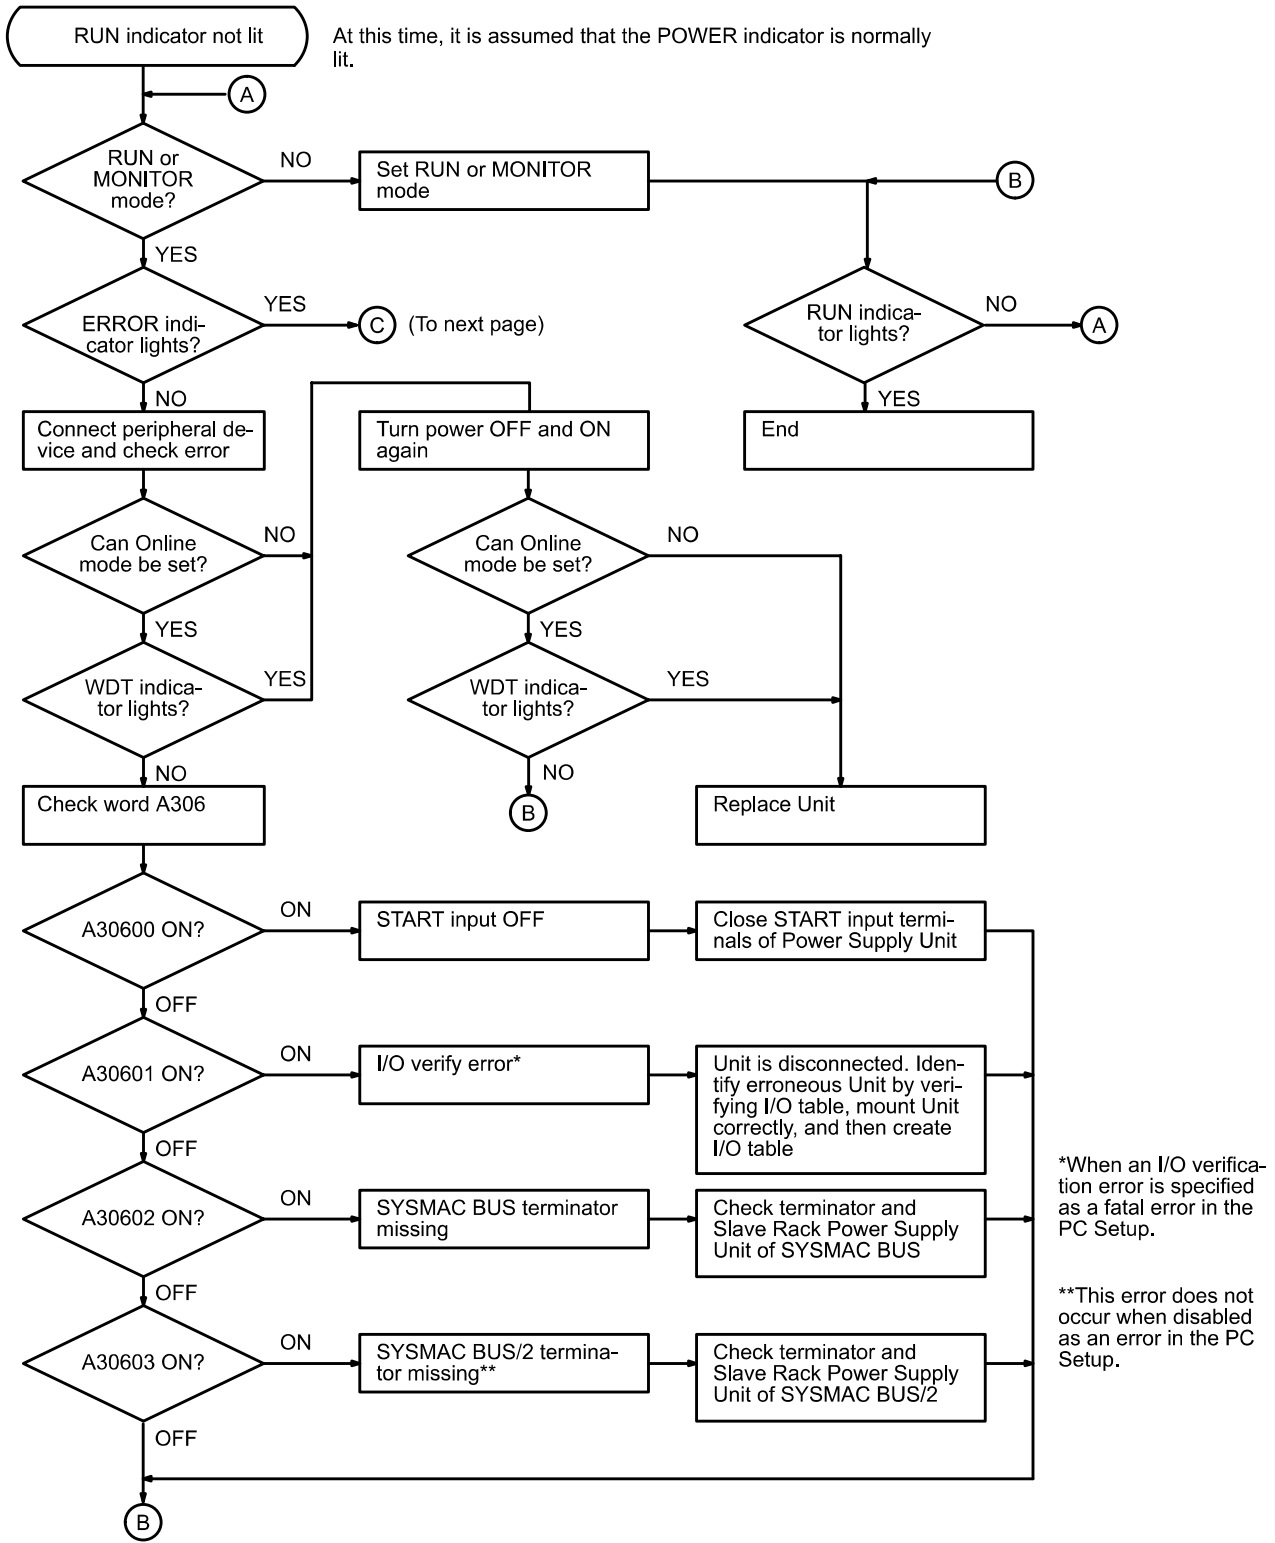 RUN indicator not lit
At this time, it is assumed that the POWER indicator is normally
lit.
A
RUN or
MONITOR
mode?
NO
Set RUN or MONITOR
mode
B
YES
ERROR indi-
cator lights?
YES
C
(To next page)
RUN indica-
tor lights?
NO
A
NO
YES
Connect peripheral de-
vice and check error
Turn power OFF and ON
again
End
Can Online
mode be set?
NO
Can Online
mode be set?
NO
YES
YES
WDT indica-
tor lights?
YES
WDT indica-
tor lights?
YES
NO
NO
Check word A306
B
Replace Unit
A30600 ON?
ON
START input OFF
Close START input termi-
nals of Power Supply Unit
OFF
A30601 ON?
ON
I/O verify error*
Unit is disconnected. Iden-
tify erroneous Unit by veri-
fying I/O table, mount Unit
correctly, and then create
I/O table
OFF
*When an I/O verifica-
tion error is specified
as a fatal error in the
PC Setup.
A30602 ON?
ON
SYSMAC BUS terminator
missing
Check terminator and
Slave Rack Power Supply
Unit of SYSMAC BUS
OFF
**This error does not
occur when disabled
as an error in the PC
Setup.
A30603 ON?
ON
SYSMAC BUS/2 termina-
tor missing**
Check terminator and
Slave Rack Power Supply
Unit of SYSMAC BUS/2
OFF
B